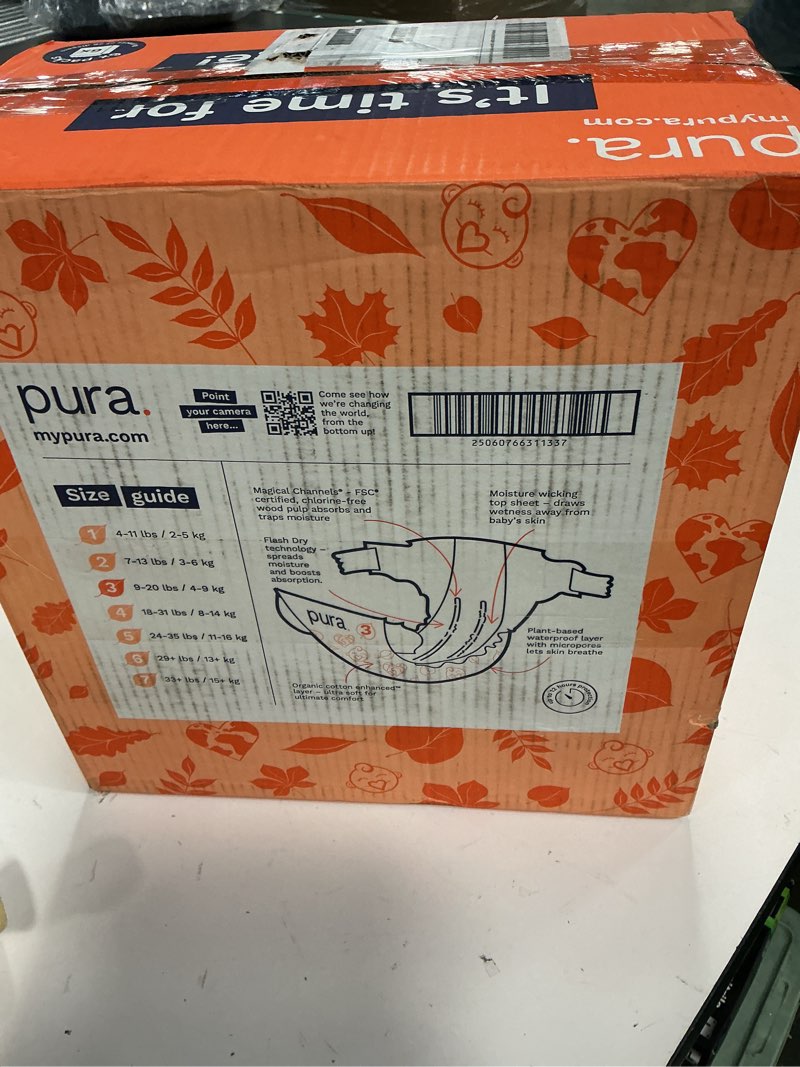 It's time for
pura.
mypura.com
pura.
mypura.com
Point
your camera
here...
Come see how
we're changing
the world,
from the
bottom up!
25060766311337
Size guide
1 4-11 lbs / 2-5 kg
2 7-13 lbs / 3-6 kg
3 9-20 lbs / 4-9 kg
4 18-31 lbs / 8-14 kg
5 24-35 lbs / 11-16 kg
6 29+ lbs / 13+ kg
7 33+ lbs / 15+ kg
Magical Channels* - FSC®
certified, chlorine-free
wood pulp absorbs and
traps moisture
Flash Dry
technology –
spreads
moisture
and boosts
absorption.
Moisture wicking
top sheet – draws
wetness away from
baby's skin
pura
3
Plant-based
waterproof layer
with micropores
lets skin breathe
Organic cotton enhanced™
layer – ultra soft for
ultimate comfort
up to 12 hours protection